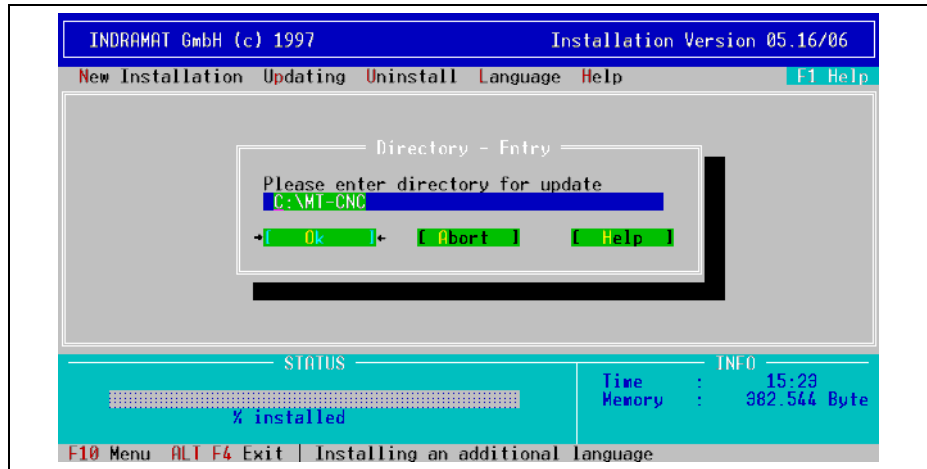 INDRAMAT GmbH (c) 1997 Installation Version 05.16/06
New Installation Updating Uninstall Language Help F1 Help
Directory - Entry
Please enter directory for update
C:\MT-CNC
[ Ok ] [ Abort ] [ Help ]
STATUS INFO
Time : 15:23
Memory : 382.544 Byte
% installed
F10 Menu ALT F4 Exit | Installing an additional language